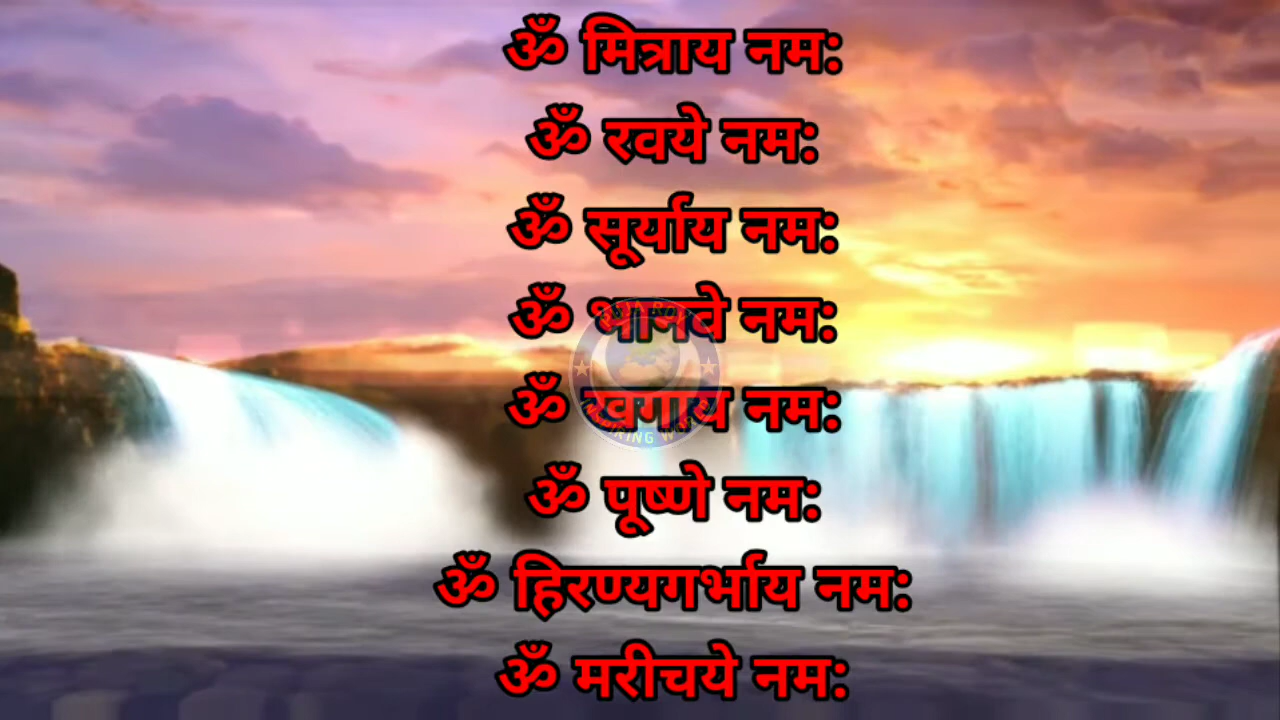 ॐ मित्राय नम:
ॐ रवये नम:
ॐ सूर्याय नम:
ॐ भानवे नम:
ॐ खगाय नम:
ॐ पूष्णे नम:
ॐ हिरण्यगर्भाय नम:
ॐ मरीचये नम: